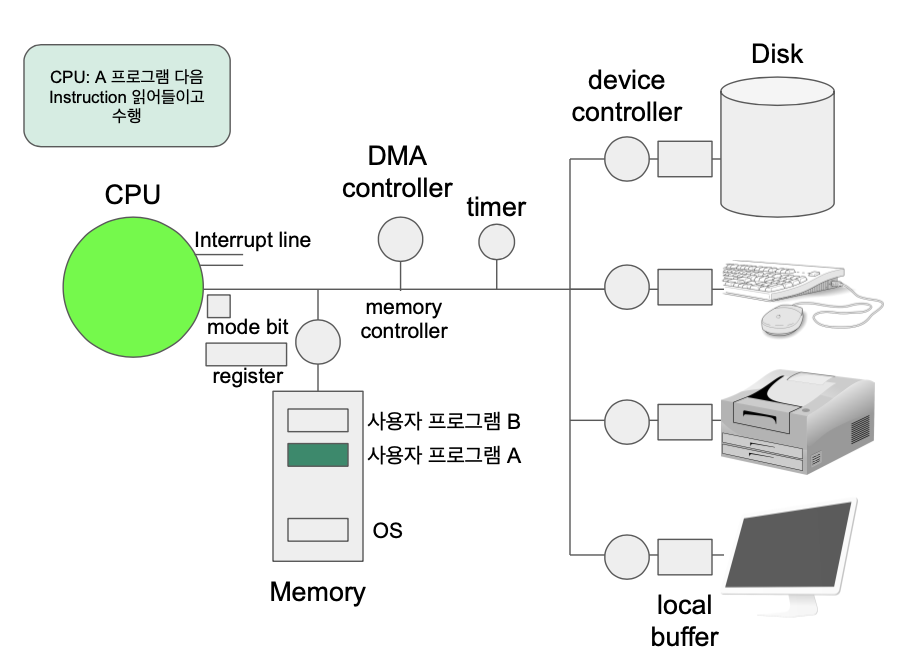 CPU: A 프로그램 다음
Instruction 읽어들이고
수행
CPU
Interrupt line
mode bit
register
DMA
controller
timer
memory
controller
device
controller
Disk
사용자 프로그램 B
사용자 프로그램 A
OS
Memory
local
buffer